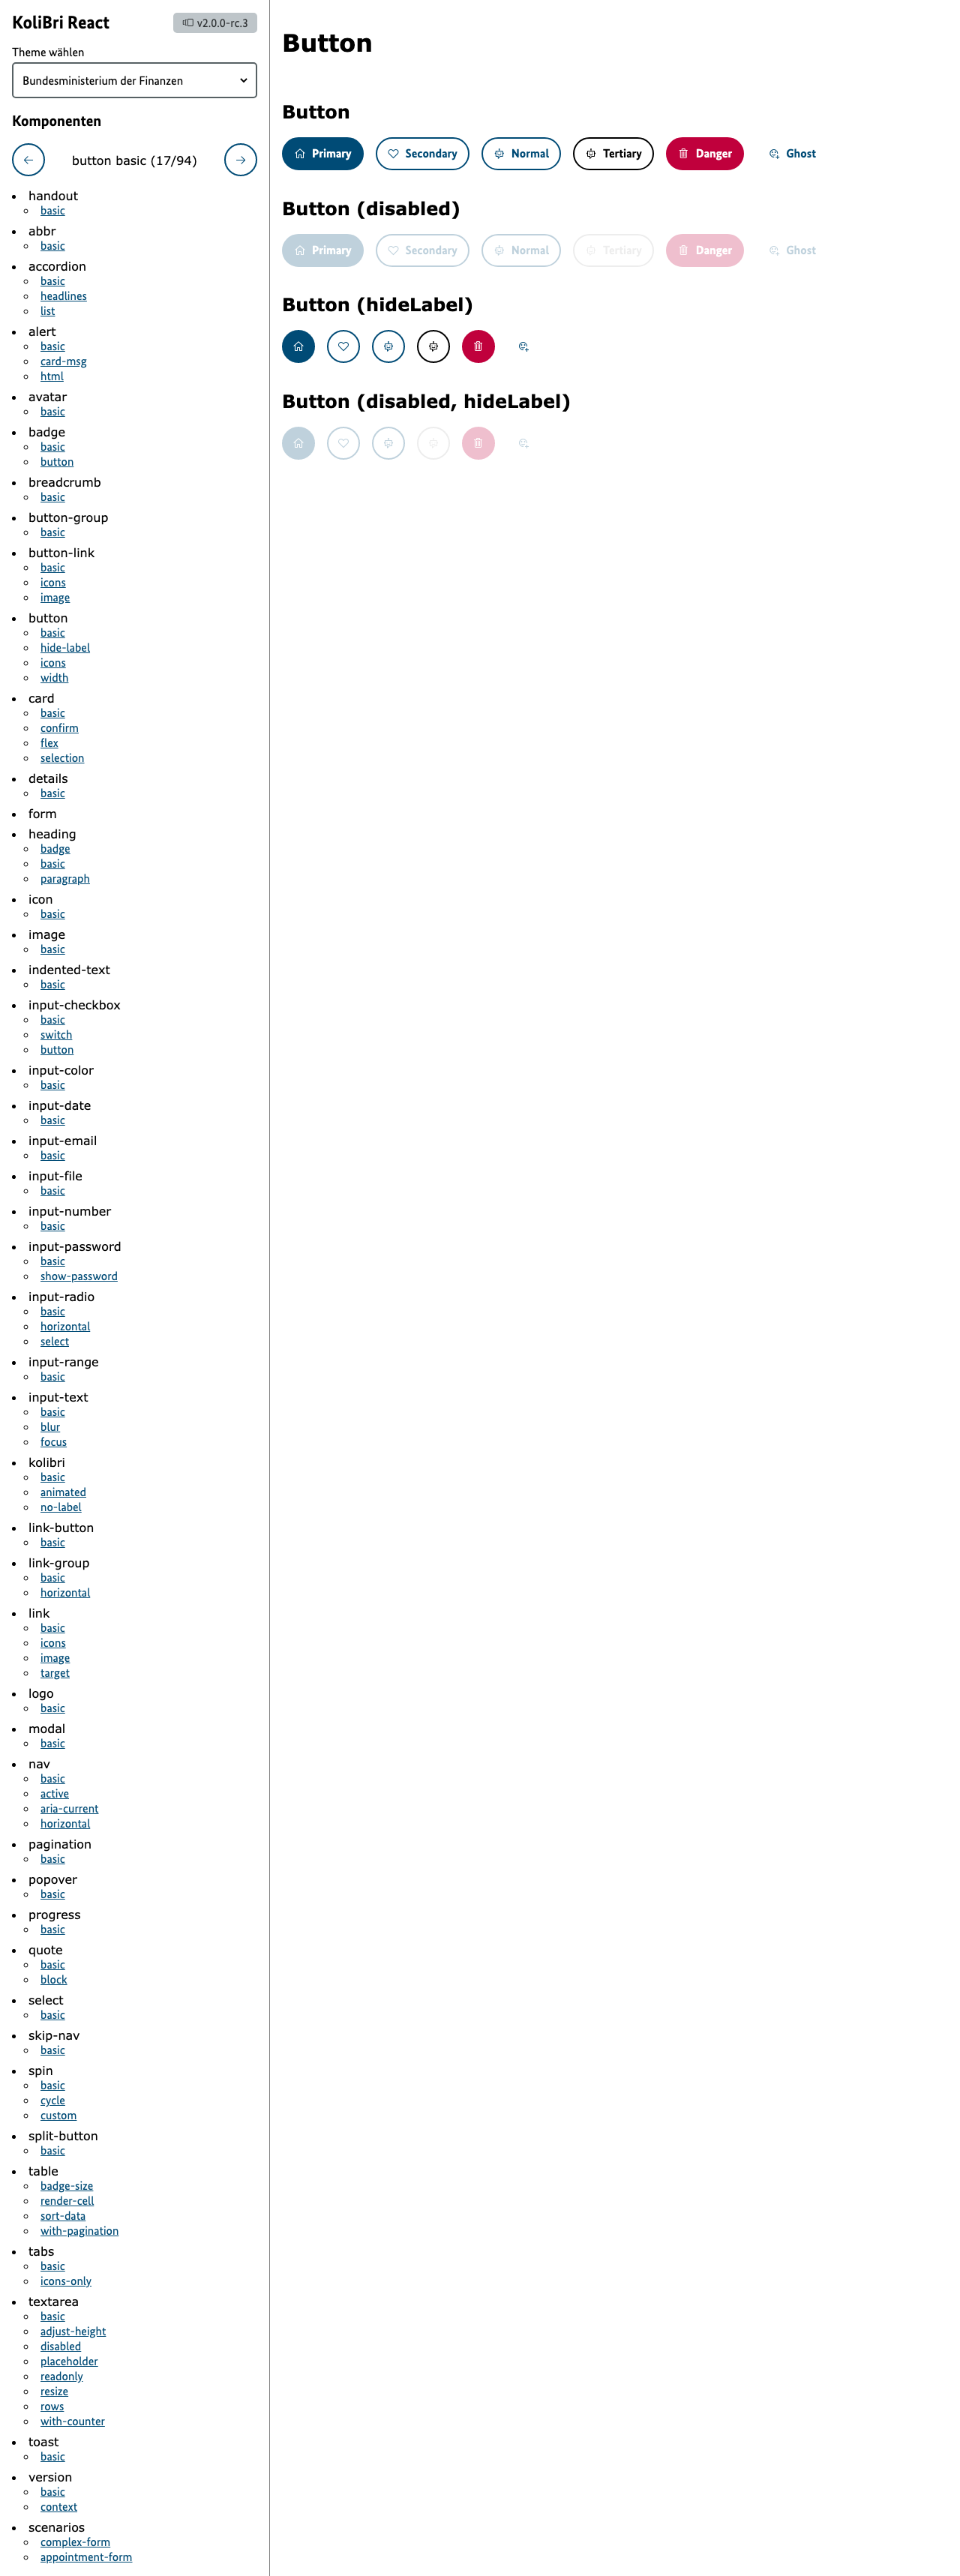 KoliBri React
v2.0.0-rc.3
Theme wählen
Bundesministerium der Finanzen
Komponenten
button basic (17/94)
handout
basic
abbr
basic
accordion
basic
headlines
list
alert
basic
card-msg
html
avatar
basic
badge
basic
button
breadcrumb
basic
button-group
basic
button-link
basic
icons
image
button
basic
hide-label
icons
width
card
basic
confirm
flex
selection
details
basic
form
heading
badge
basic
paragraph
icon
basic
image
basic
indented-text
basic
input-checkbox
basic
switch
button
input-color
basic
input-date
basic
input-email
basic
input-file
basic
input-number
basic
input-password
basic
show-password
input-radio
basic
horizontal
select
input-range
basic
input-text
basic
blur
focus
kolibri
basic
animated
no-label
link-button
basic
link-group
basic
horizontal
link
basic
icons
image
target
logo
basic
modal
basic
nav
basic
active
aria-current
horizontal
pagination
basic
popover
basic
progress
basic
quote
basic
block
select
basic
skip-nav
basic
spin
basic
cycle
custom
split-button
basic
table
badge-size
render-cell
sort-data
with-pagination
tabs
basic
icons-only
textarea
basic
adjust-height
disabled
placeholder
readonly
resize
rows
with-counter
toast
basic
version
basic
context
scenarios
complex-form
appointment-form
Button
Button
Primary Secondary Normal Tertiary Danger Ghost
Button (disabled)
Primary Secondary Normal Tertiary Danger Ghost
Button (hideLabel)
Button (disabled, hideLabel)